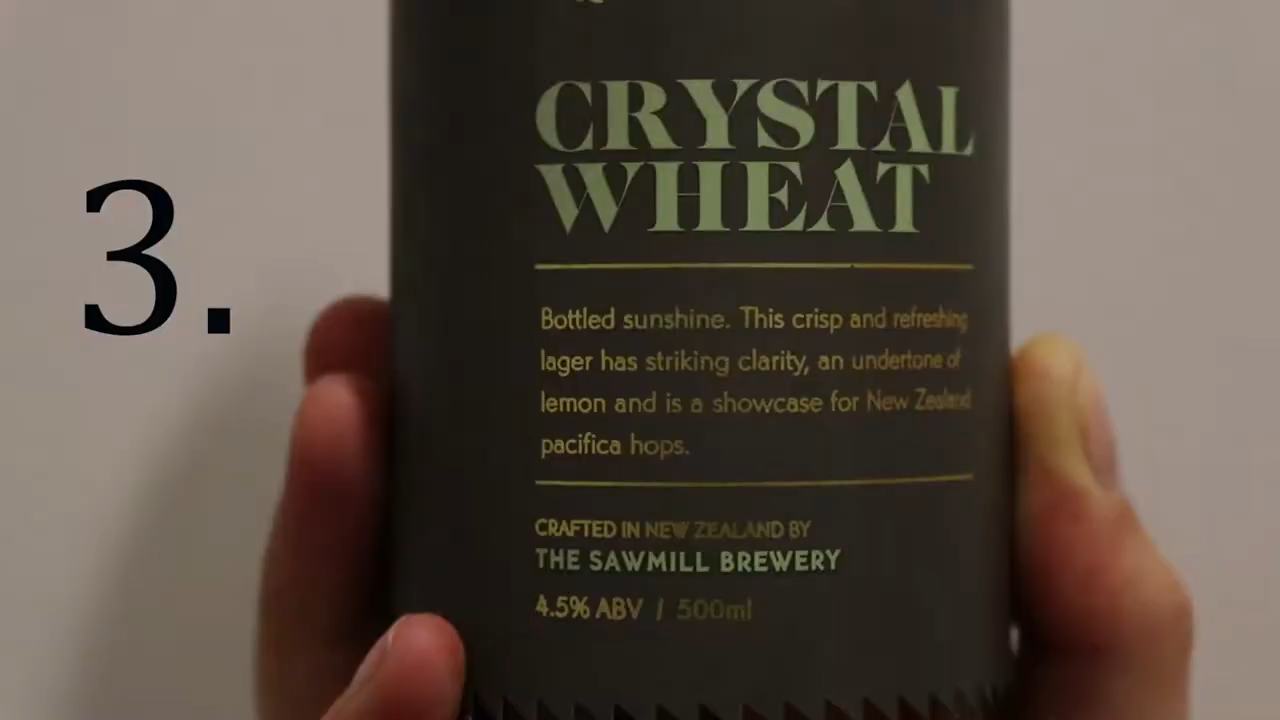 3.
CRYSTAL
WHEAT
Bottled sunshine. This crisp and refreshing
lager has striking clarity, an undertone of
lemon and is a showcase for New Zealand
pacifica hops.
CRAFTED IN NEW ZEALAND BY
THE SAWMILL BREWERY
4.5% ABV / 500ml